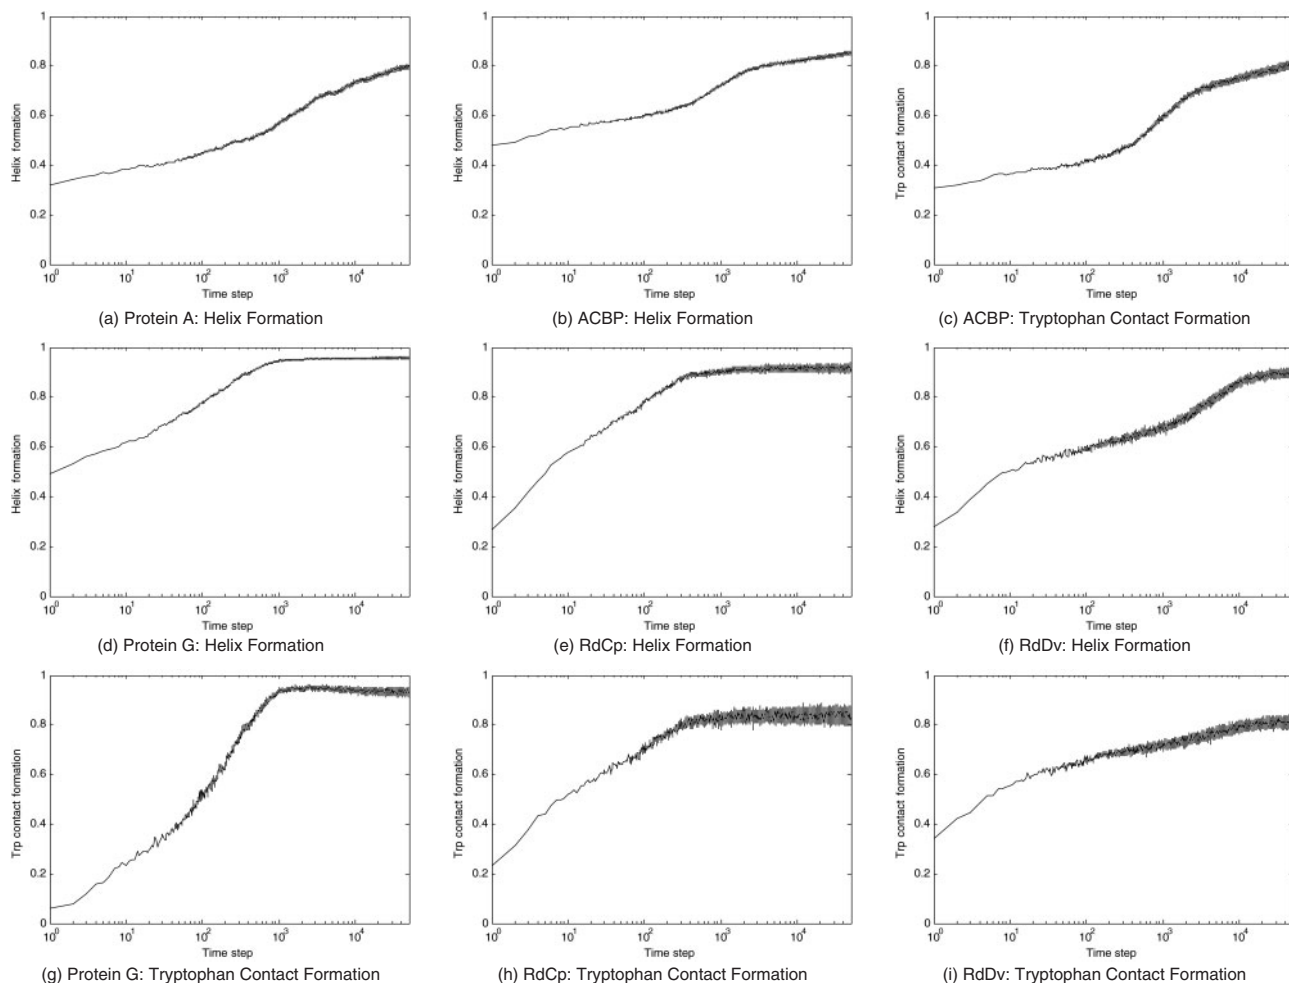 1
0.8
0.6
0.4
0.2
0
Helix formation
10^0 10^1 10^2 10^3 10^4
Time step
(a) Protein A: Helix Formation
1
0.8
0.6
0.4
0.2
0
Helix formation
10^0 10^1 10^2 10^3 10^4
Time step
(b) ACBP: Helix Formation
1
0.8
0.6
0.4
0.2
0
Trp contact formation
10^0 10^1 10^2 10^3 10^4
Time step
(c) ACBP: Tryptophan Contact Formation
1
0.8
0.6
0.4
0.2
0
Helix formation
10^0 10^1 10^2 10^3 10^4
Time step
(d) Protein G: Helix Formation
1
0.8
0.6
0.4
0.2
0
Helix formation
10^0 10^1 10^2 10^3 10^4
Time step
(e) RdCp: Helix Formation
1
0.8
0.6
0.4
0.2
0
Helix formation
10^0 10^1 10^2 10^3 10^4
Time step
(f) RdDv: Helix Formation
1
0.8
0.6
0.4
0.2
0
Trp contact formation
10^0 10^1 10^2 10^3 10^4
Time step
(g) Protein G: Tryptophan Contact Formation
1
0.8
0.6
0.4
0.2
0
Trp contact formation
10^0 10^1 10^2 10^3 10^4
Time step
(h) RdCp: Tryptophan Contact Formation
1
0.8
0.6
0.4
0.2
0
Trp contact formation
10^0 10^1 10^2 10^3 10^4
Time step
(i) RdDv: Tryptophan Contact Formation